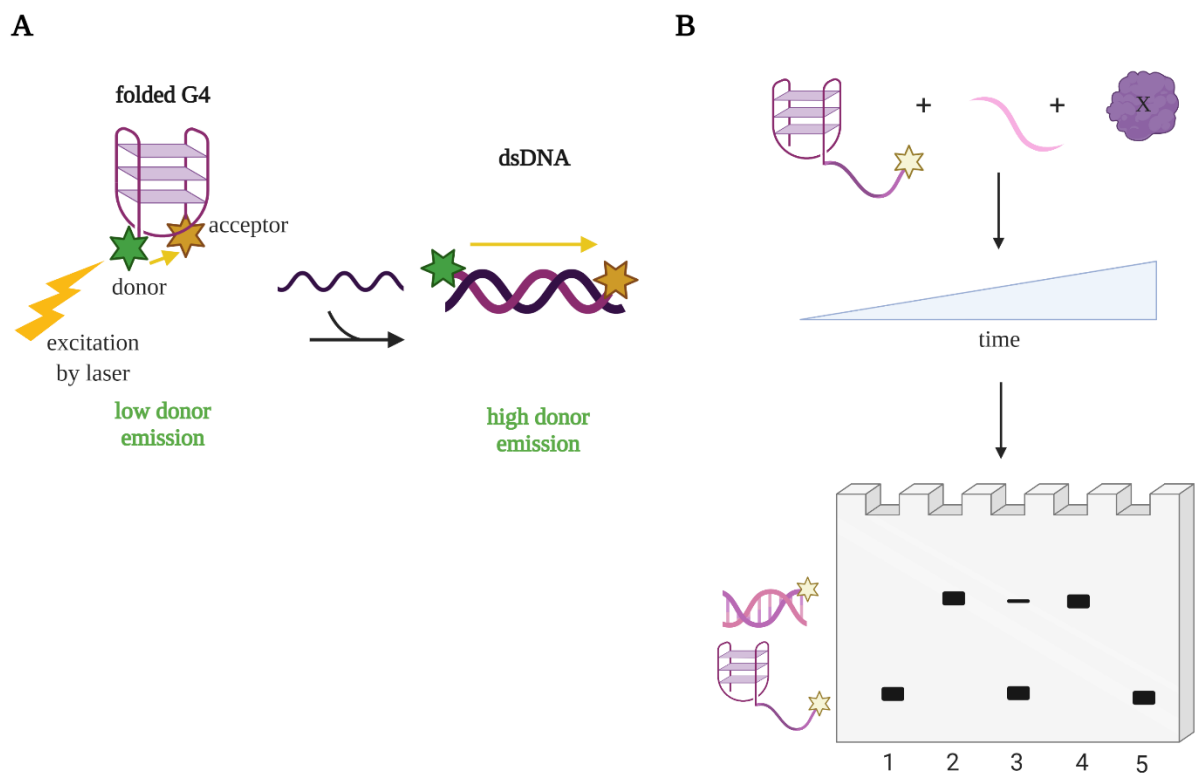 A
folded G4
acceptor
donor
excitation
by laser
low donor
emission
dsDNA
high donor
emission
B
+
+
X
time
1 2 3 4 5